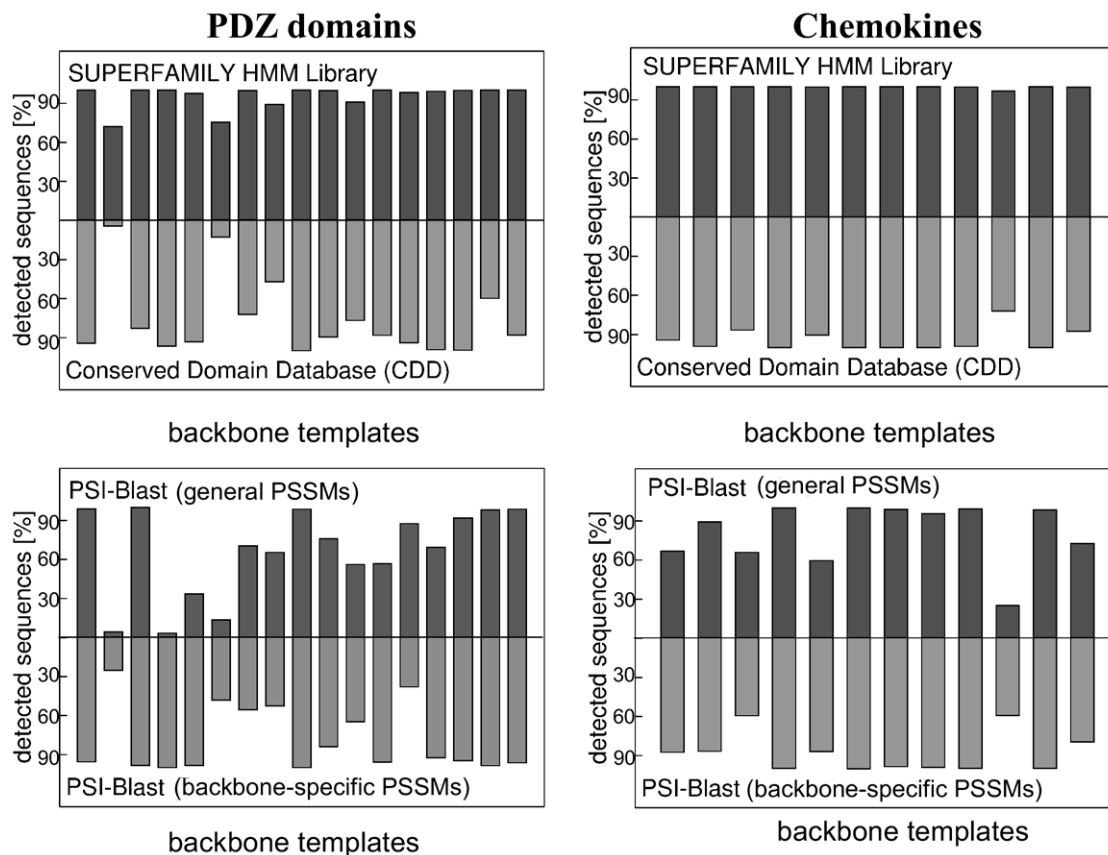 PDZ domains
SUPERFAMILY HMM Library
detected sequences [%]
90
60
30
30
60
90
Conserved Domain Database (CDD)
backbone templates
Chemokines
SUPERFAMILY HMM Library
detected sequences [%]
90
60
30
30
60
90
Conserved Domain Database (CDD)
backbone templates
PSI-Blast (general PSSMs)
detected sequences [%]
90
60
30
30
60
90
PSI-Blast (backbone-specific PSSMs)
backbone templates
PSI-Blast (general PSSMs)
detected sequences [%]
90
60
30
30
60
90
PSI-Blast (backbone-specific PSSMs)
backbone templates